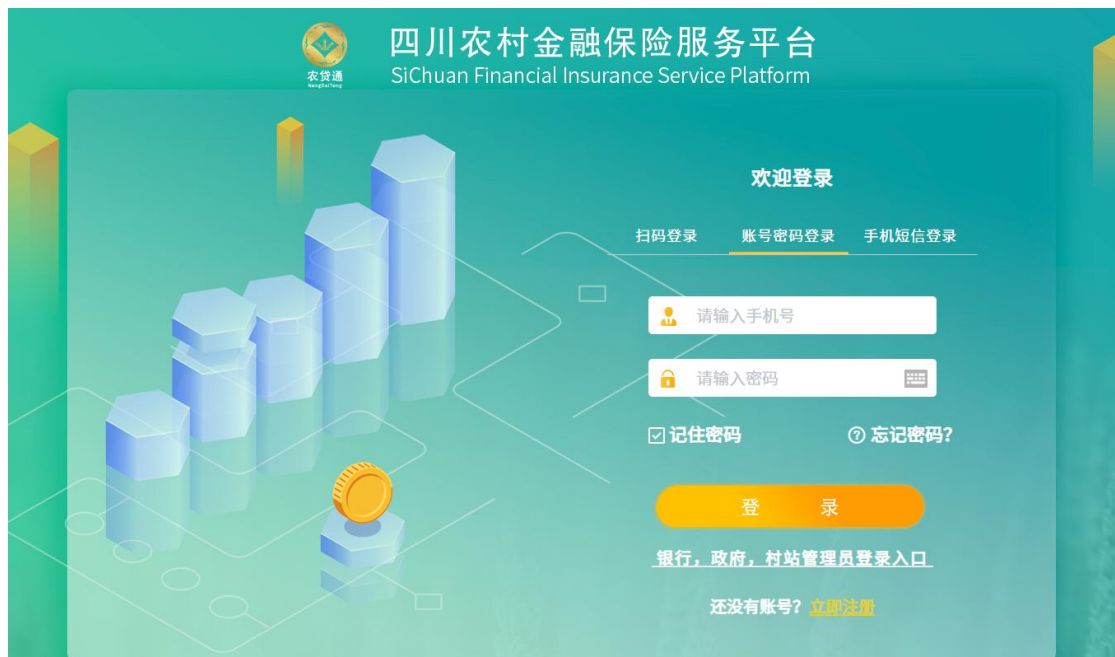 四川农村金融保险服务平台
农贷通
NongDaiTong
SiChuan Financial Insurance Service Platform
欢迎登录
扫码登录 账号密码登录 手机短信登录
请输入手机号
请输入密码
记住密码 忘记密码?
登 录
银行，政府，村站管理员登录入口
还没有账号？立即注册